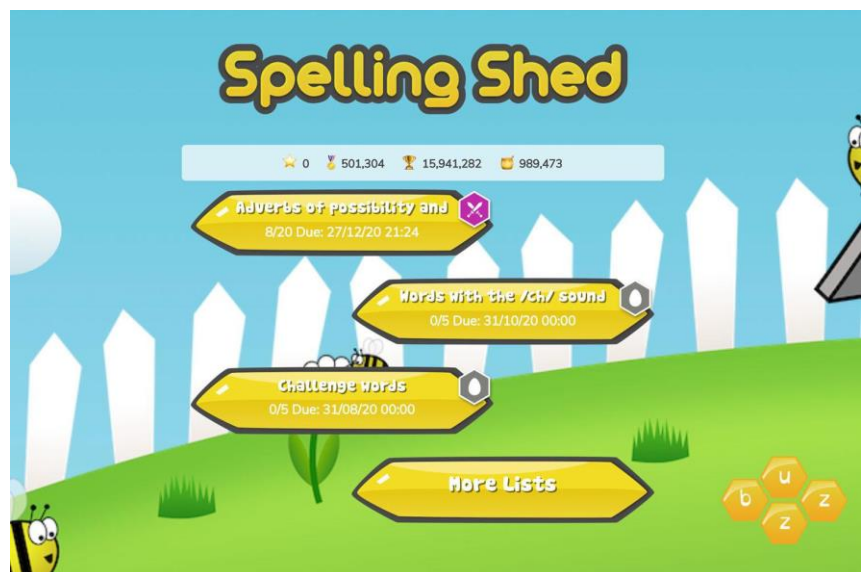 Spelling Shed
0 501,304 15,941,282 989,473
Adverbs of possibility and
8/20 Due: 27/12/20 21:24
Words with the /ch/ sound
0/5 Due: 31/10/20 00:00
Challenge words
0/5 Due: 31/08/20 00:00
More Lists
u
b z
z